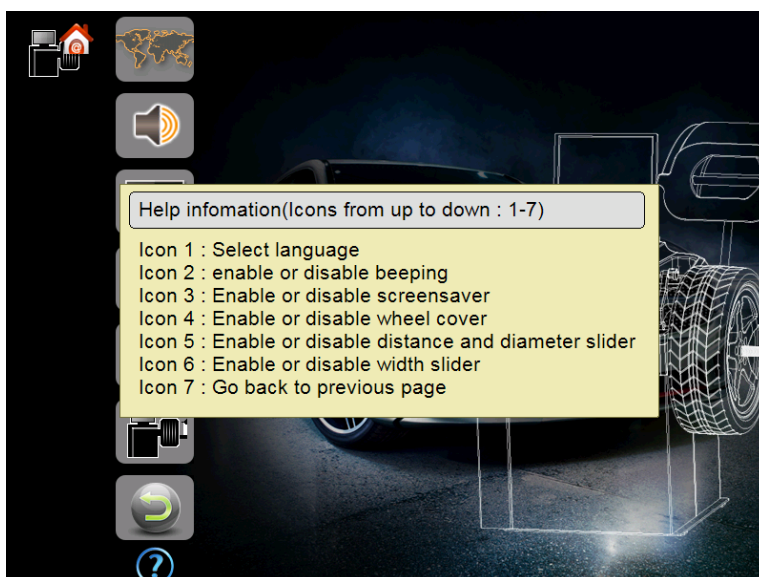 Help infomation(Icons from up to down : 1-7)
Icon 1 : Select language
Icon 2 : enable or disable beeping
Icon 3 : Enable or disable screensaver
Icon 4 : Enable or disable wheel cover
Icon 5 : Enable or disable distance and diameter slider
Icon 6 : Enable or disable width slider
Icon 7 : Go back to previous page
?